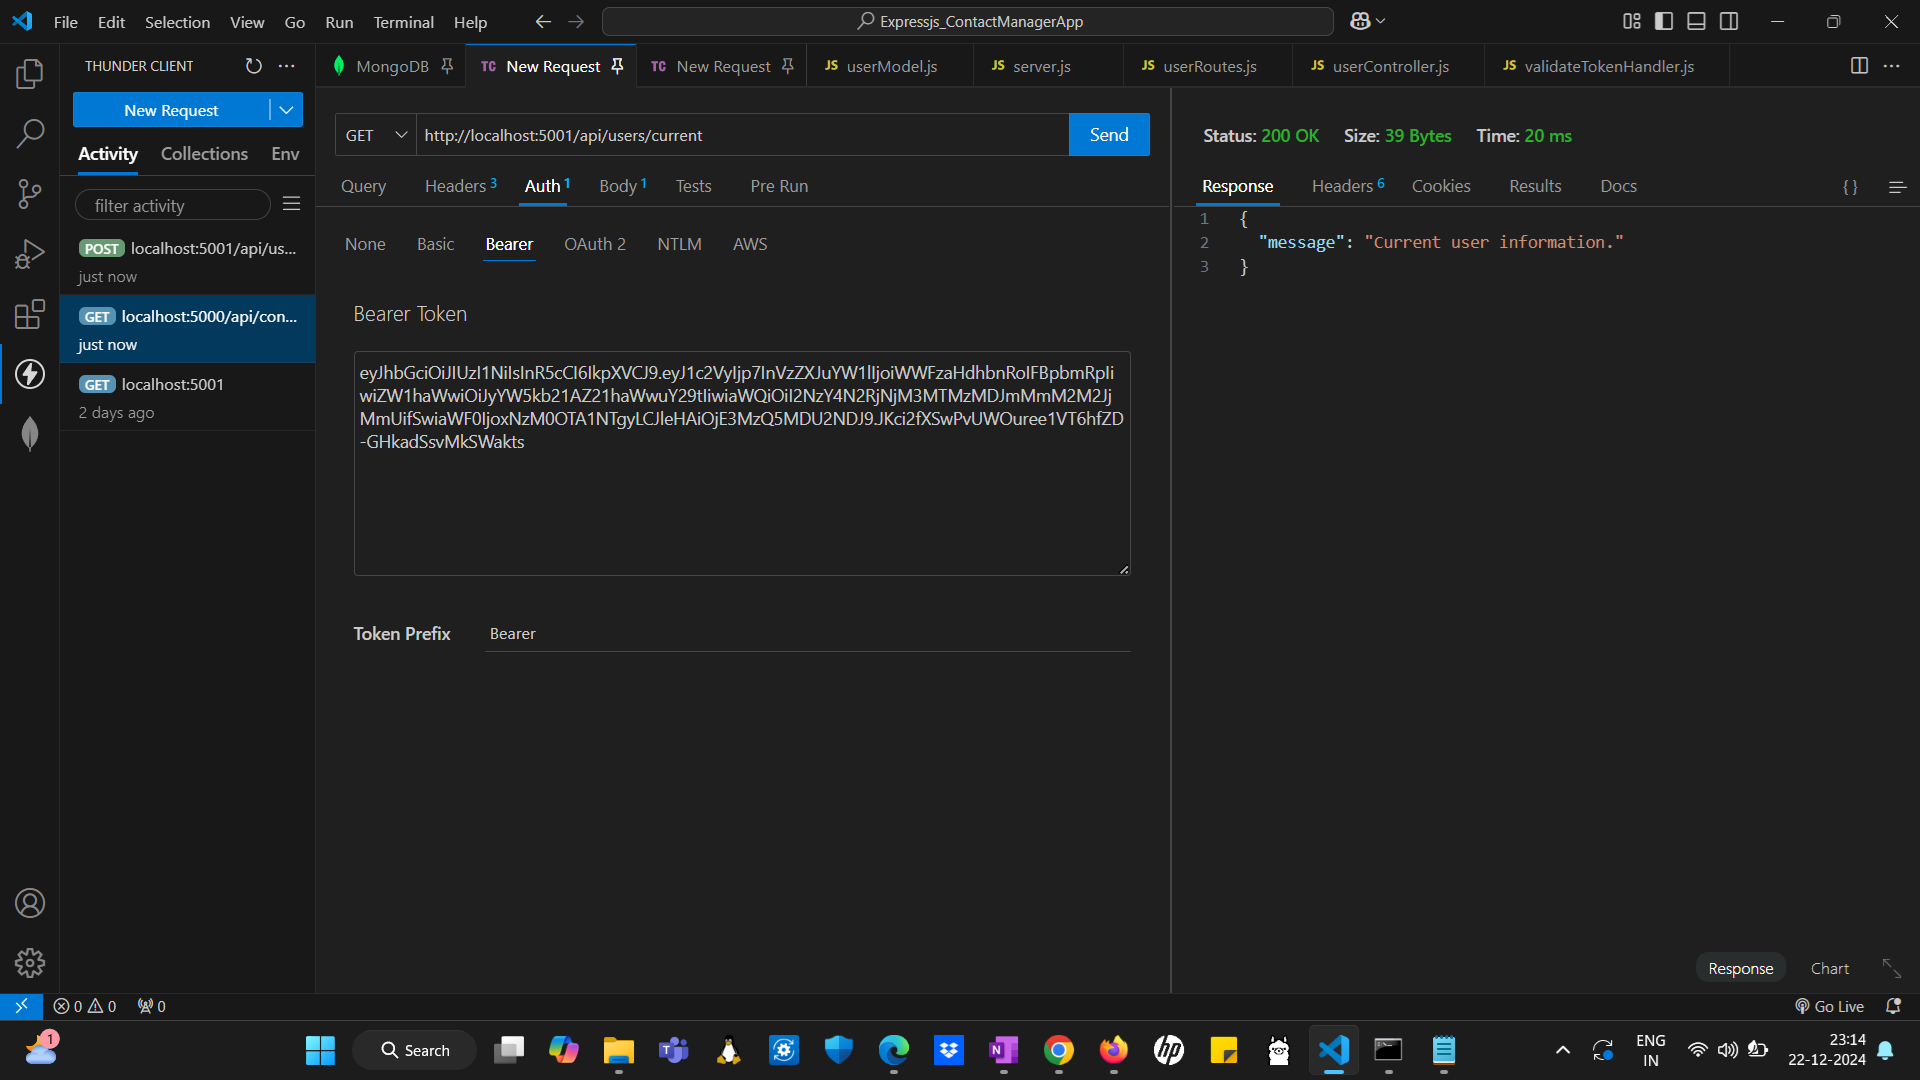 File Edit Selection View Go Run Terminal Help
Expressjs_ContactManagerApp
THUNDER CLIENT
New Request
Activity Collections Env
filter activity
POST localhost:5001/api/us...
just now
GET localhost:5000/api/con...
just now
GET localhost:5001
2 days ago
MongoDB
TC New Request
TC New Request
JS userModel.js
JS server.js
JS userRoutes.js
JS userController.js
JS validateTokenHandler.js
GET http://localhost:5001/api/users/current Send
Query Headers 3 Auth 1 Body 1 Tests Pre Run
None Basic Bearer OAuth 2 NTLM AWS
Bearer Token
-GHkadSsvMkSWakts
Token Prefix Bearer
Status: 200 OK Size: 39 Bytes Time: 20 ms
Response Headers 6 Cookies Results Docs {}
1 {
2 "message": "Current user information."
3 }
Response Chart
0 0 0
Go Live
1
Search
hp
ENG
IN
23:14
22-12-2024